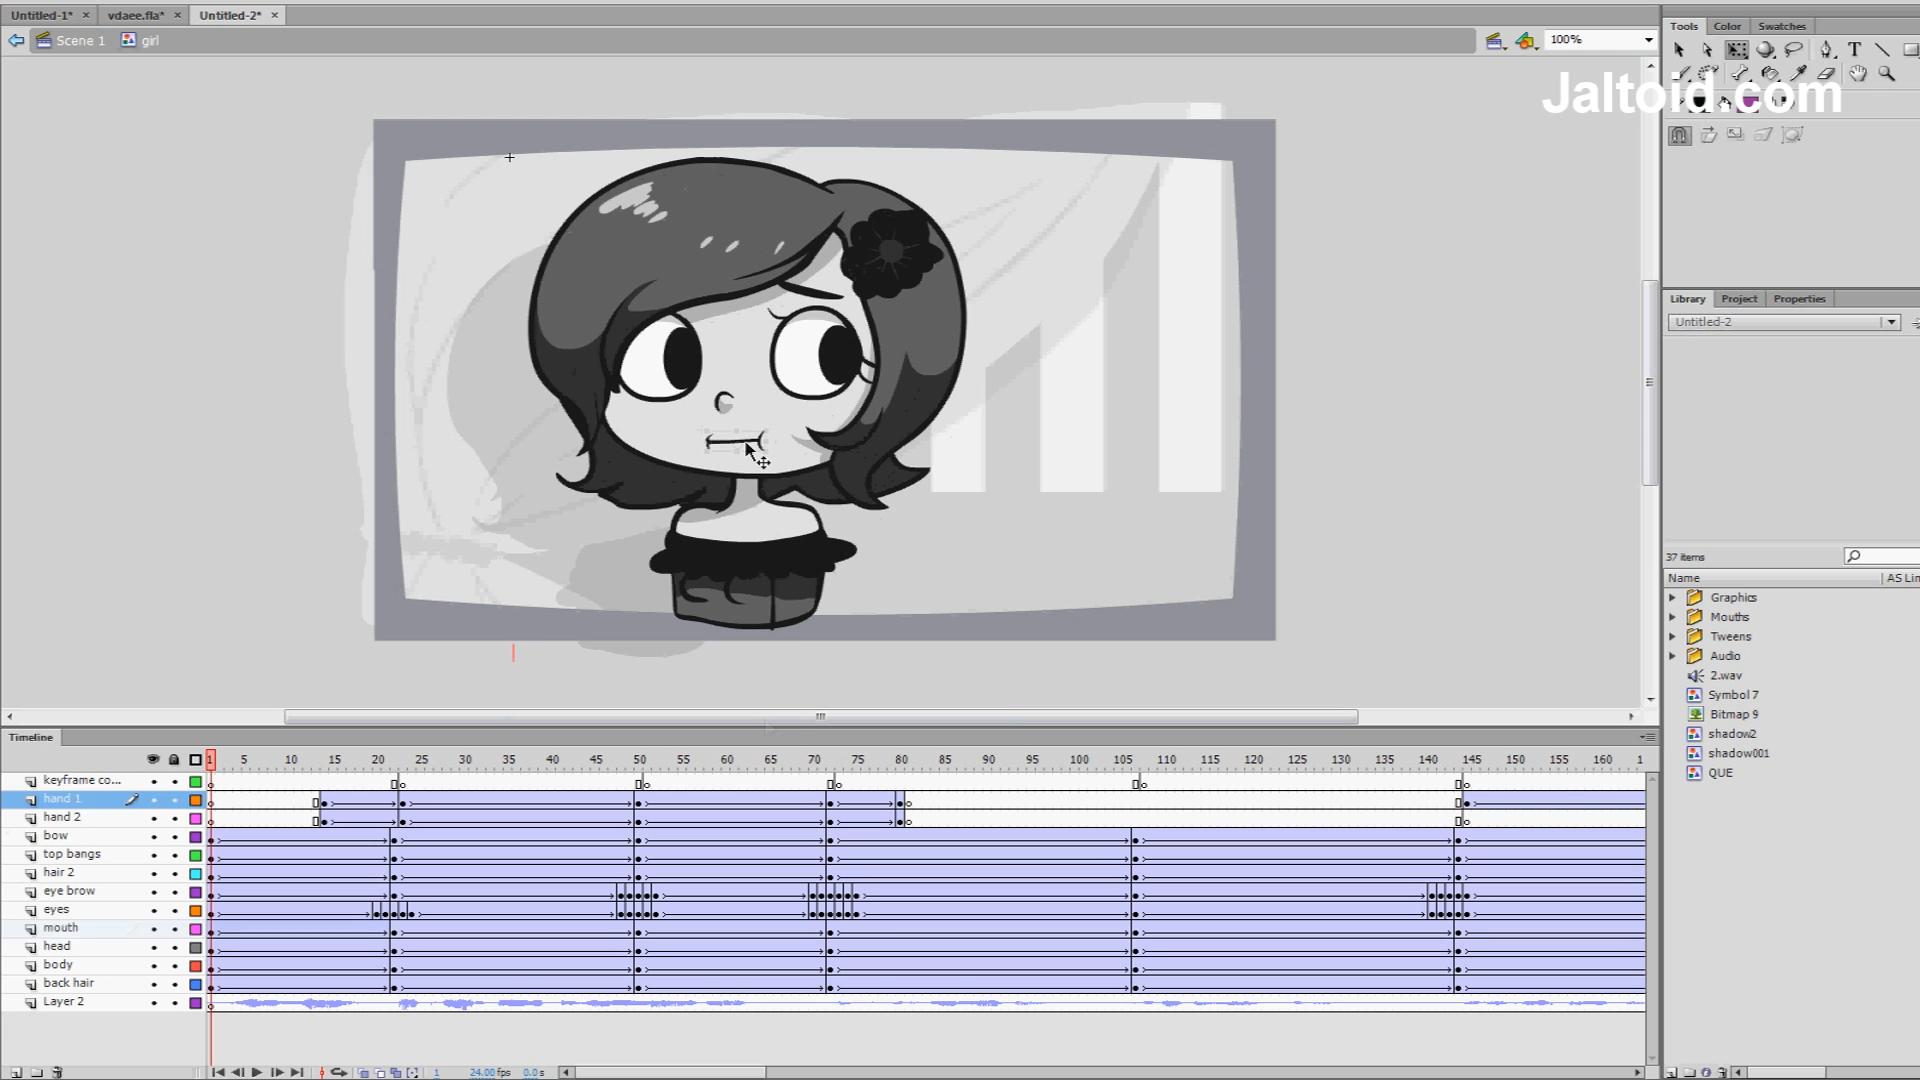 Untitled-1* vdaee.fla* Untitled-2*
Scene 1 girl 100%
Tools Color Swatches
Jaltoid.com
Library Project Properties
Untitled-2
37 items
Name AS Lin
Graphics
Mouths
Tweens
Audio
2.wav
Symbol 7
Bitmap 9
shadow2
shadow001
QUE
Timeline
1 5 10 15 20 25 30 35 40 45 50 55 60 65 70 75 80 85 90 95 100 105 110 115 120 125 130 135 140 145 150 155 160 1
keyframe co...
hand 1
hand 2
bow
top bangs
hair 2
eye brow
eyes
mouth
head
body
back hair
Layer 2
1 24.00 fps 0.0 s